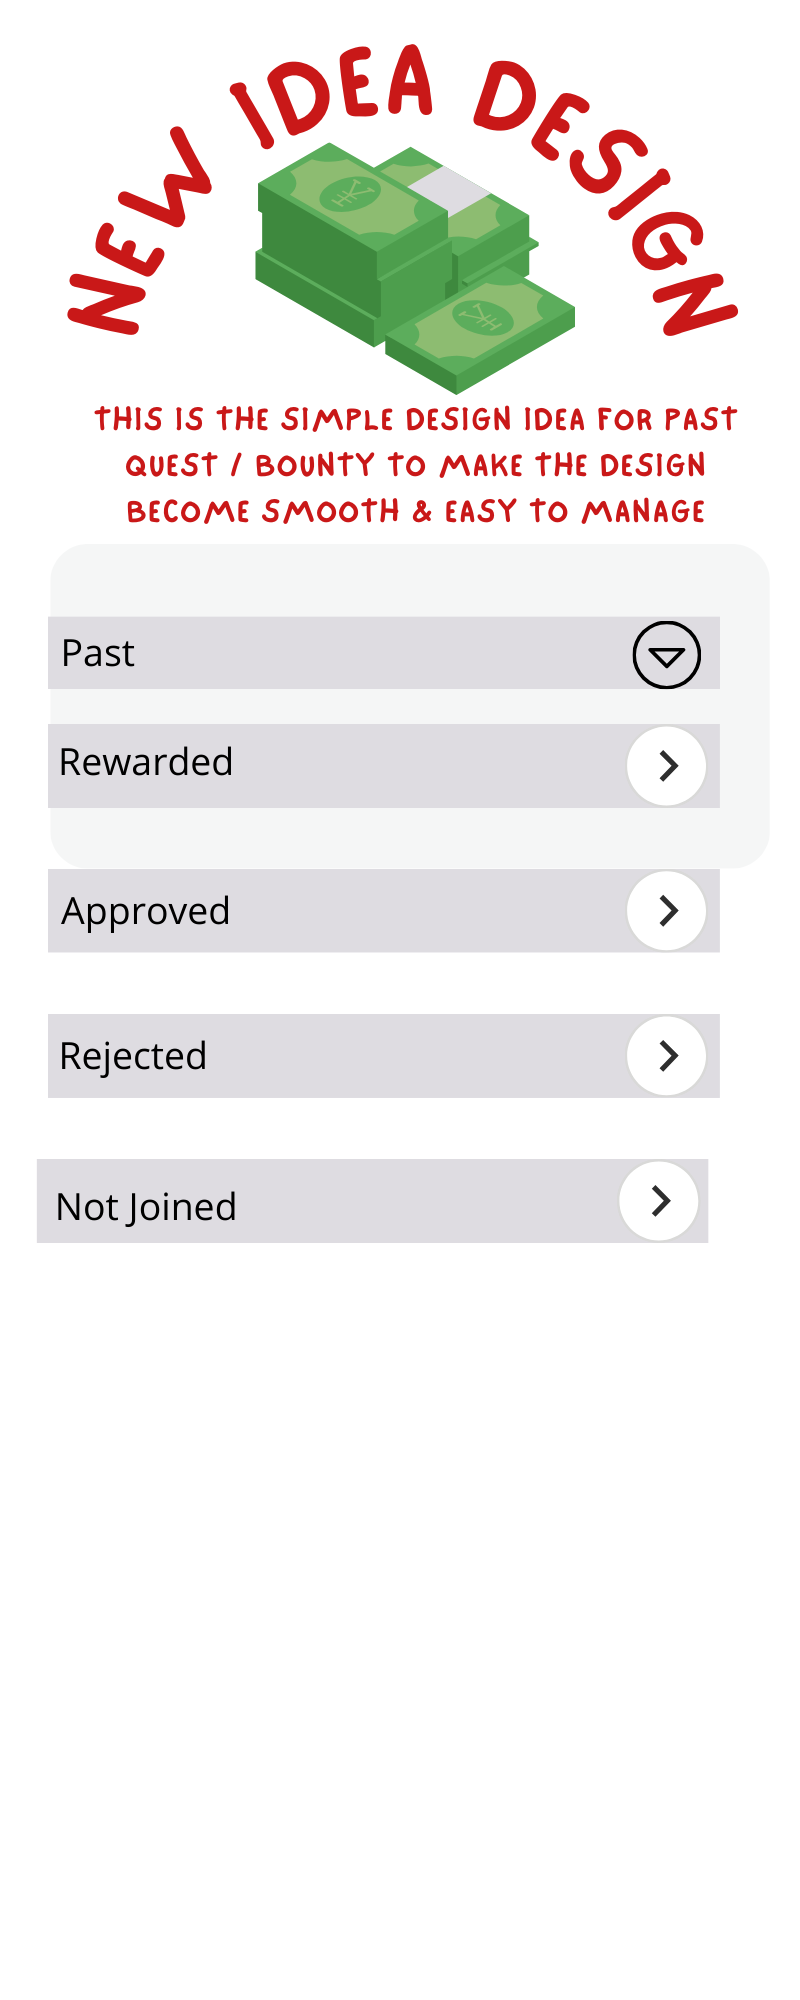 NEW IDEA DESIGN
THIS IS THE SIMPLE DESIGN IDEA FOR PAST
QUEST / BOUNTY TO MAKE THE DESIGN
BECOME SMOOTH & EASY TO MANAGE
Past
Rewarded
Approved
Rejected
Not Joined